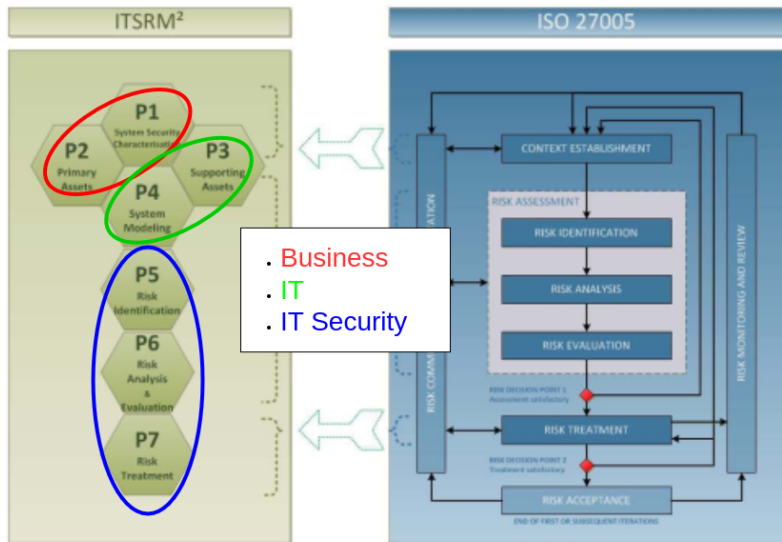 ITSRM²
ISO 27005
P1
System Security
Characterisation
P2
Primary
Assets
P3
Supporting
Assets
P4
System
Modeling
P5
Risk
Identification
P6
Risk
Analysis
&
Evaluation
P7
Risk
Treatment
. Business
. IT
. IT Security
CONTEXT ESTABLISHMENT
RISK ASSESSMENT
RISK IDENTIFICATION
RISK ANALYSIS
RISK EVALUATION
RISK DECISION POINT 1
Assessment satisfactory
RISK TREATMENT
RISK DECISION POINT 2
Treatment satisfactory
RISK ACCEPTANCE
END OF FIRST OR SUBSEQUENT ITERATIONS
RISK MONITORING AND REVIEW